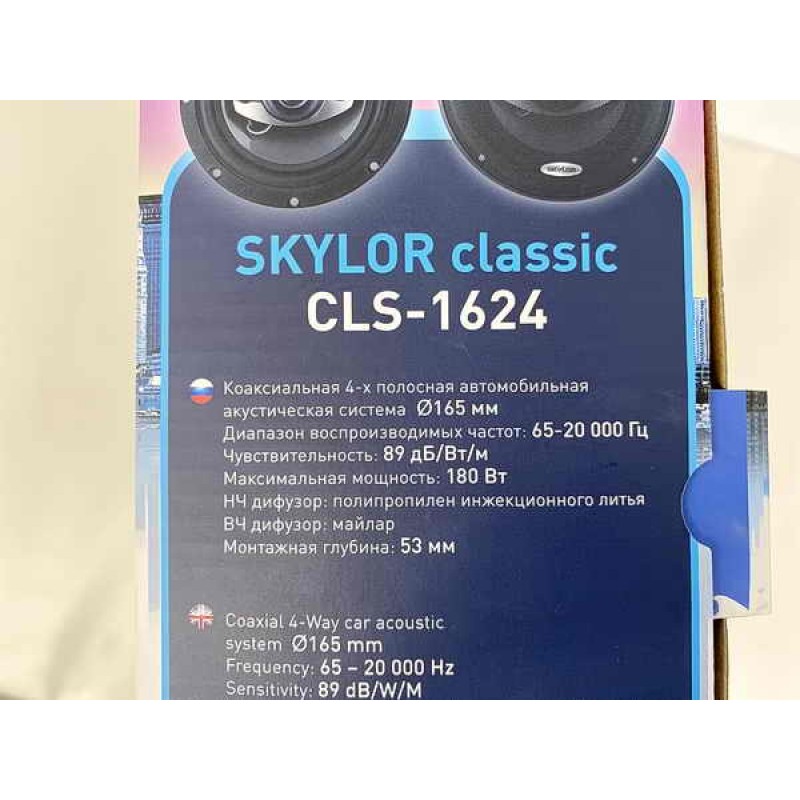 SKYLOR
SKYLOR classic
CLS-1624
Коаксиальная 4-х полосная автомобильная
акустическая система Ø165 мм
Диапазон воспроизводимых частот: 65-20 000 Гц
Чувствительность: 89 дБ/Вт/м
Максимальная мощность: 180 Вт
НЧ дифузор: полипропилен инжекционного литья
ВЧ дифузор: майлар
Монтажная глубина: 53 мм
Coaxial 4-Way car acoustic
system Ø165 mm
Frequency: 65 – 20 000 Hz
Sensitivity: 89 dB/W/M